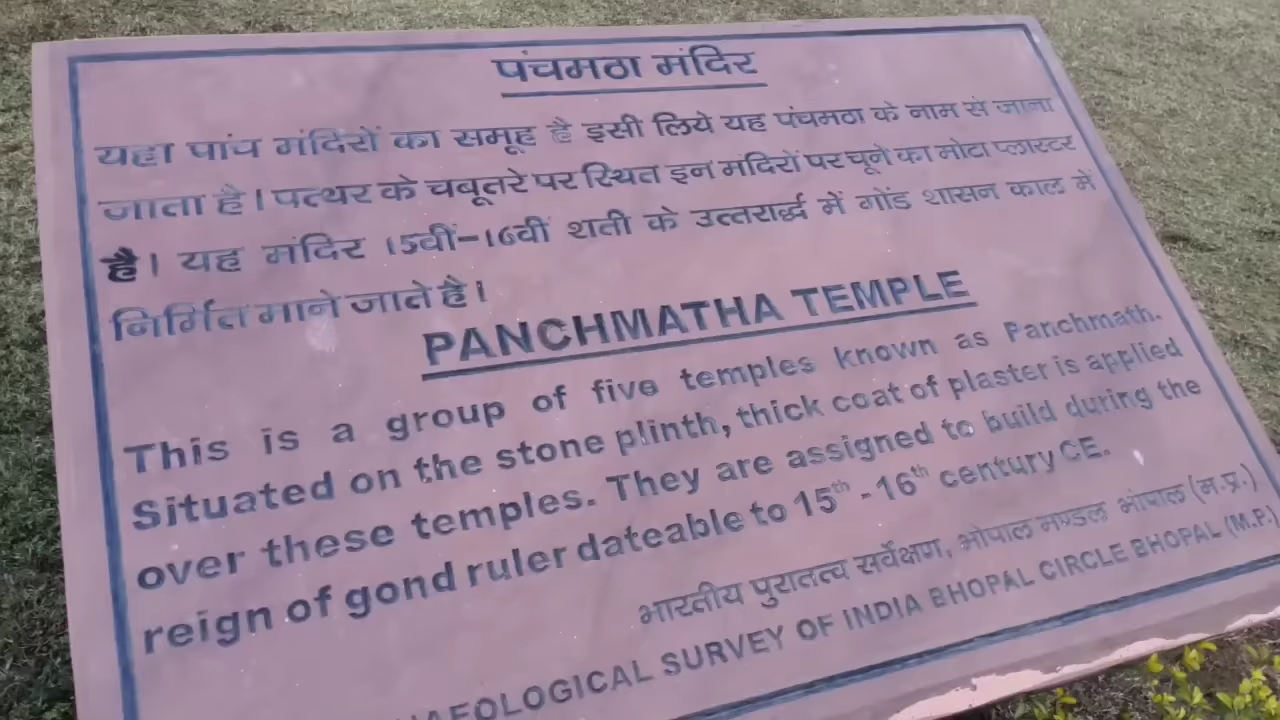 पंचमठा मंदिर
यहा पांच मंदिरों का समूह है इसी लिये यह पंचमठा के नाम से जाना
जाता है। पत्थर के चबूतरे पर स्थित इन मदिरों पर चूने का मोटा प्लास्टर
है। यह मंदिर 15वीं-16वीं शती के उत्तरार्द्ध में गोंड शासन काल में
निर्मित माने जाते है।
PANCHMATHA TEMPLE
This is a group of five temples known as Panchmath.
Situated on the stone plinth, thick coat of plaster is applied
over these temples. They are assigned to build during the
reign of gond ruler dateable to 15th - 16th century CE.
भारतीय पुरातत्व सर्वेक्षण, भोपाल मण्डल भोपाल (म.प्र.)
SURVEY OF INDIA BHOPAL CIRCLE BHOPAL (M.P.)